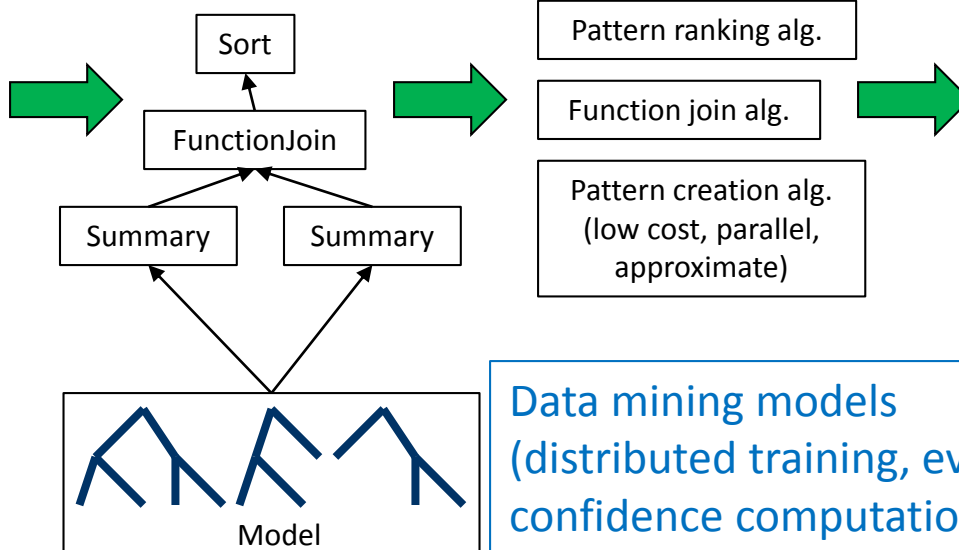 Sort
FunctionJoin
Summary
Summary
Model
Pattern ranking alg.
Function join alg.
Pattern creation alg.
(low cost, parallel,
approximate)
Data mining models
(distributed training,
confidence